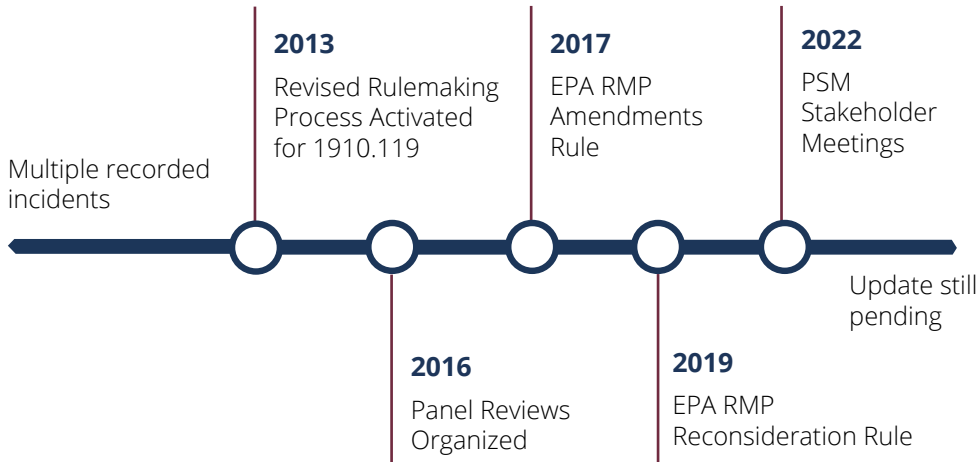 Multiple recorded
incidents
2013
Revised Rulemaking
Process Activated
for 1910.119
2016
Panel Reviews
Organized
2017
EPA RMP
Amendments
Rule
2019
EPA RMP
Reconsideration Rule
2022
PSM
Stakeholder
Meetings
Update still
pending